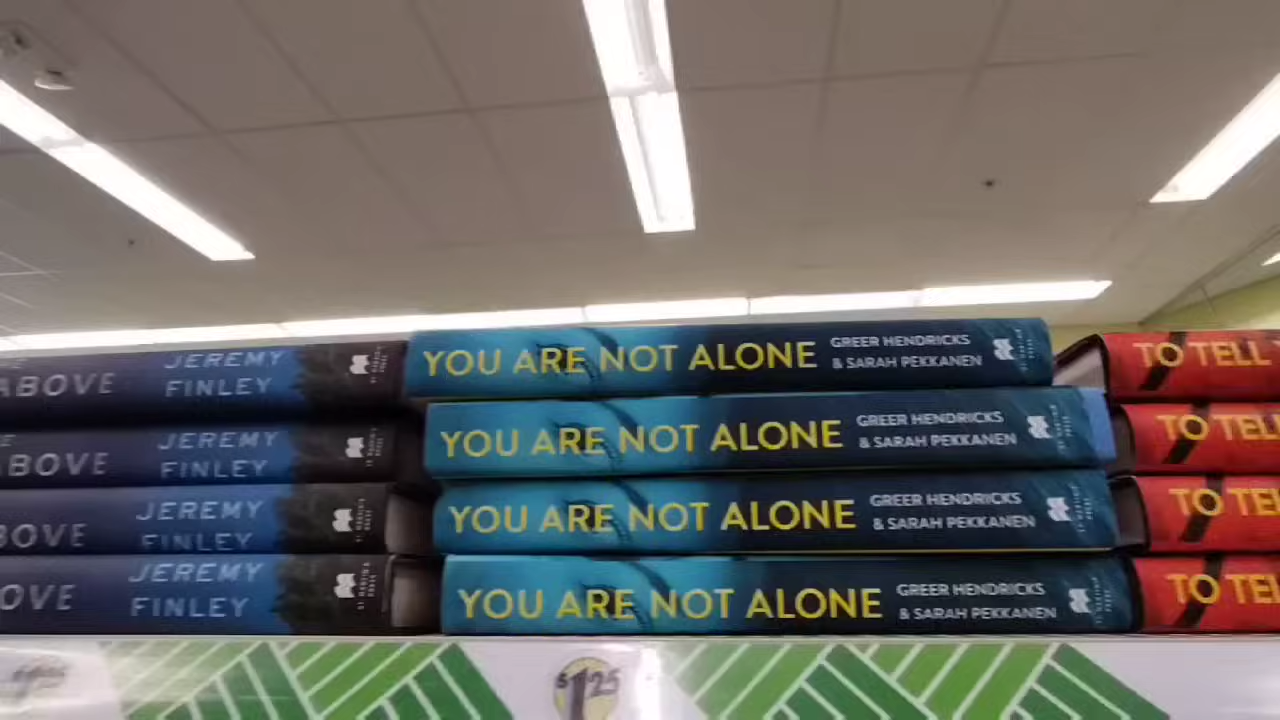 ABOVE JEREMY FINLEY
BOVE JEREMY FINLEY
BOVE JEREMY FINLEY
OVE JEREMY FINLEY
YOU ARE NOT ALONE GREER HENDRICKS & SARAH PEKKANEN
YOU ARE NOT ALONE GREER HENDRICKS & SARAH PEKKANEN
YOU ARE NOT ALONE GREER HENDRICKS & SARAH PEKKANEN
YOU ARE NOT ALONE GREER HENDRICKS & SARAH PEKKANEN
TO TELL
TO TELL
TO TEL
TO TEL
$1.25